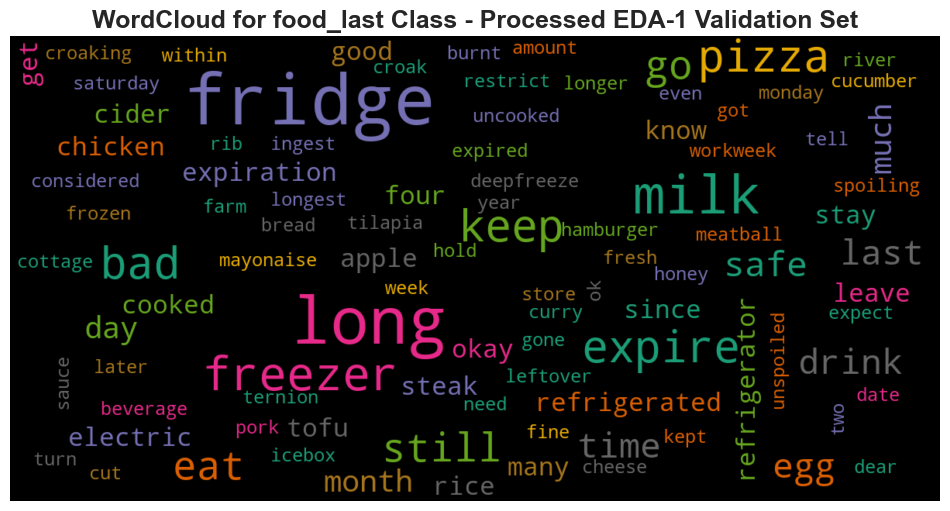 WordCloud for food_last Class - Processed EDA-1 Validation Set
get croaking within good burnt amount go pizza river
saturday croak restrict longer even monday cucumber
fridge cider uncooked know got much tell
chicken rib ingest expired workweek
considered expiration longest four deepfreeze milk spoiling
frozen farm bread tilapia year keep hamburger meatball stay
cottage bad mayonaise apple hold fresh honey safe last
cooked week store ok since leave
day long curry gone expire refrigerator unspoiled expect
later freezer okay leftover drink
sauce beverage ternion steak need refrigerated two date
electric pork tofu still fine time kept
turn cut eat icebox month rice many cheese egg dear